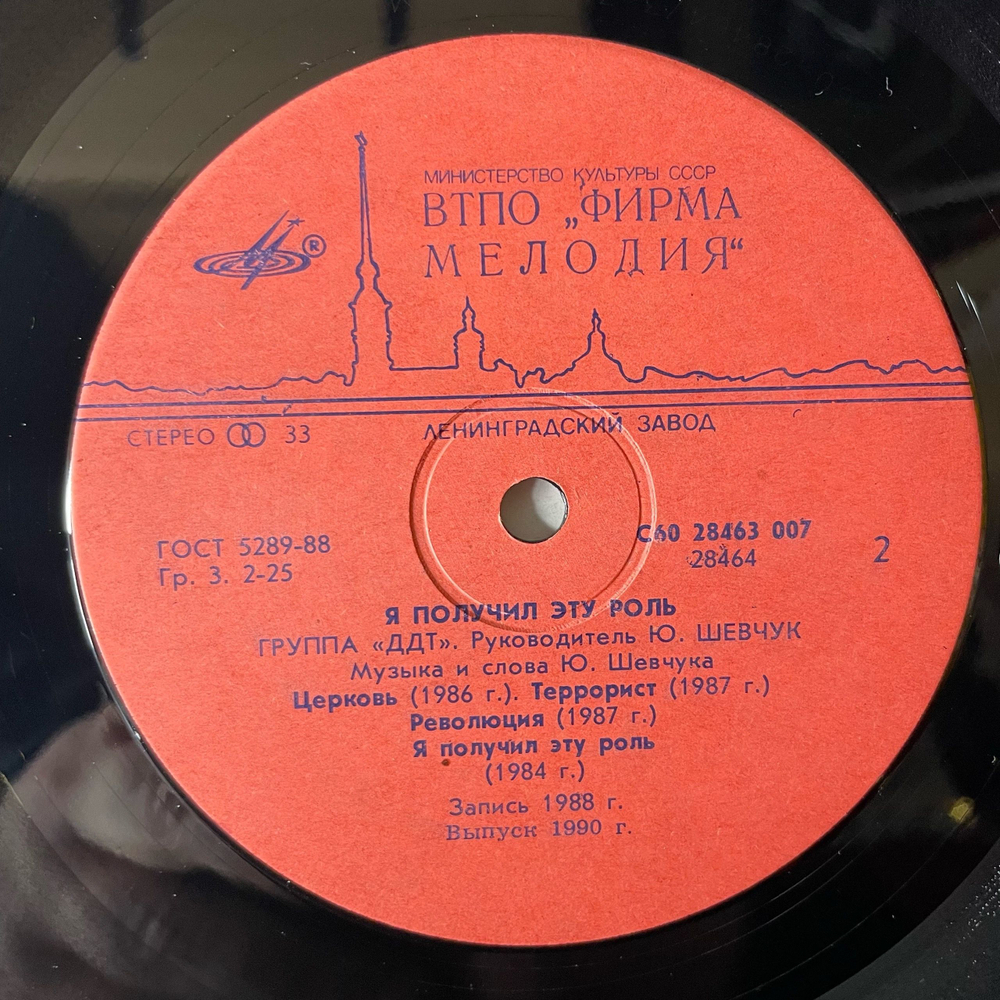 МИНИСТЕРСТВО КУЛЬТУРЫ СССР
ВТПО „ФИРМА
МЕЛОДИЯ“
®
СТЕРЕО 33
ЛЕНИНГРАДСКИЙ ЗАВОД
ГОСТ 5289-88
Гр. 3. 2-25
С60 28463 007
28464
2
Я ПОЛУЧИЛ ЭТУ РОЛЬ
ГРУППА «ДДТ». Руководитель Ю. ШЕВЧУК
Музыка и слова Ю. Шевчука
Церковь (1986 г.). Террорист (1987 г.)
Революция (1987 г.)
Я получил эту роль
(1984 г.)
Запись 1988 г.
Выпуск 1990 г.